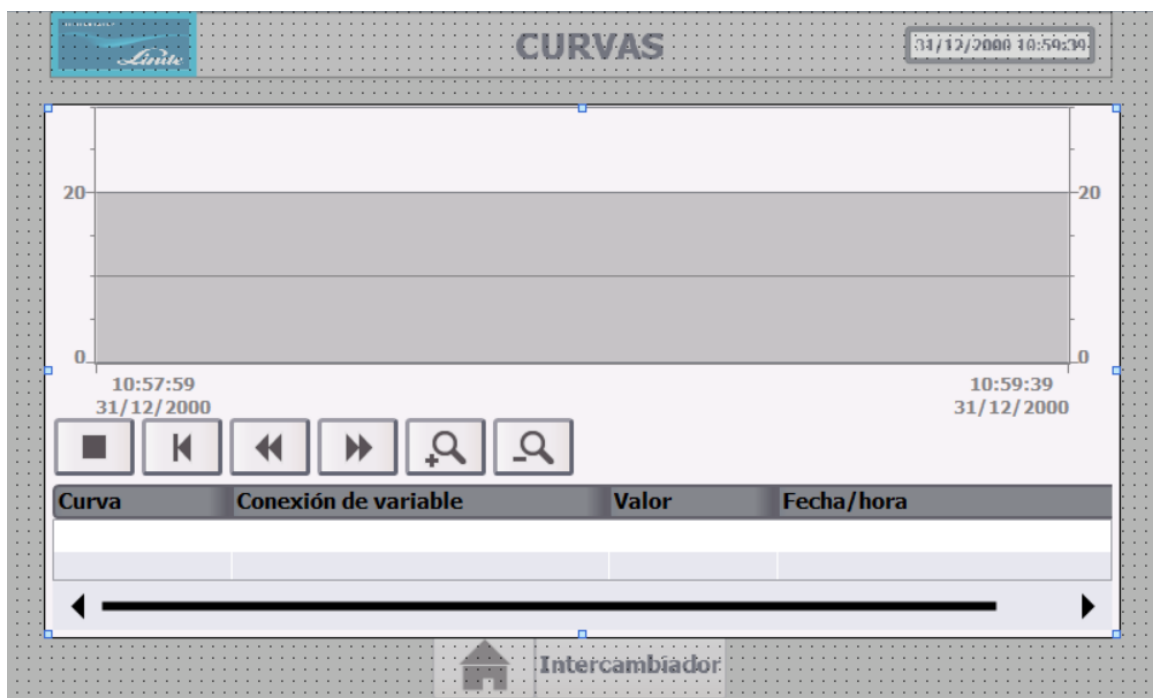 CURVAS
31/12/2000 10:59:39
20 20
0 0
10:57:59 10:59:39
31/12/2000 31/12/2000
Curva Conexión de variable Valor Fecha/hora
Intercambiador